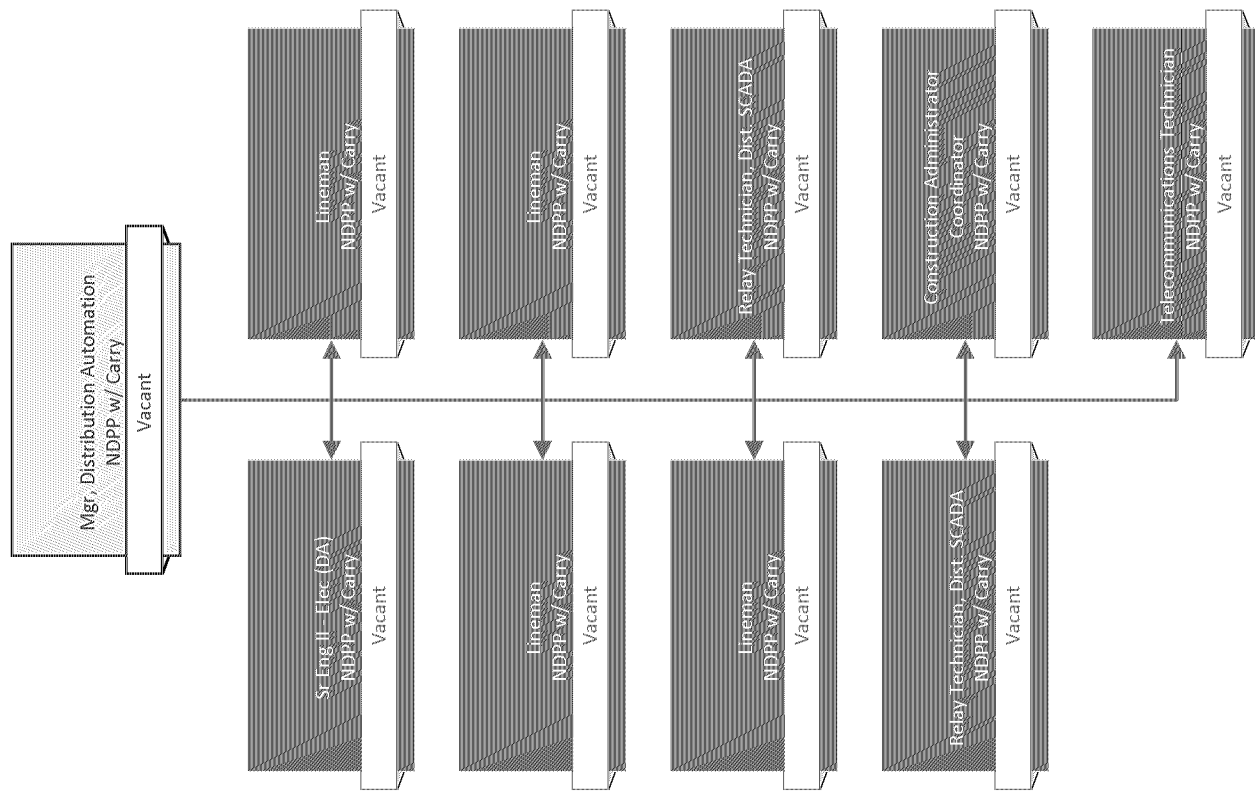 Mgr, Distribution Automation
NDPP w/ Carry
Vacant
Sr Eng II - Elec (DA)
NDPP w/ Carry
Vacant
Lineman
NDPP w/ Carry
Vacant
Lineman
NDPP w/ Carry
Vacant
Lineman
NDPP w/ Carry
Vacant
Lineman
NDPP w/ Carry
Vacant
Relay Technician, Dist. SCADA
NDPP w/ Carry
Vacant
Relay Technician, Dist. SCADA
NDPP w/ Carry
Vacant
Construction Administrator
Coordinator
NDPP w/ Carry
Vacant
Telecommunications Technician
NDPP w/ Carry
Vacant